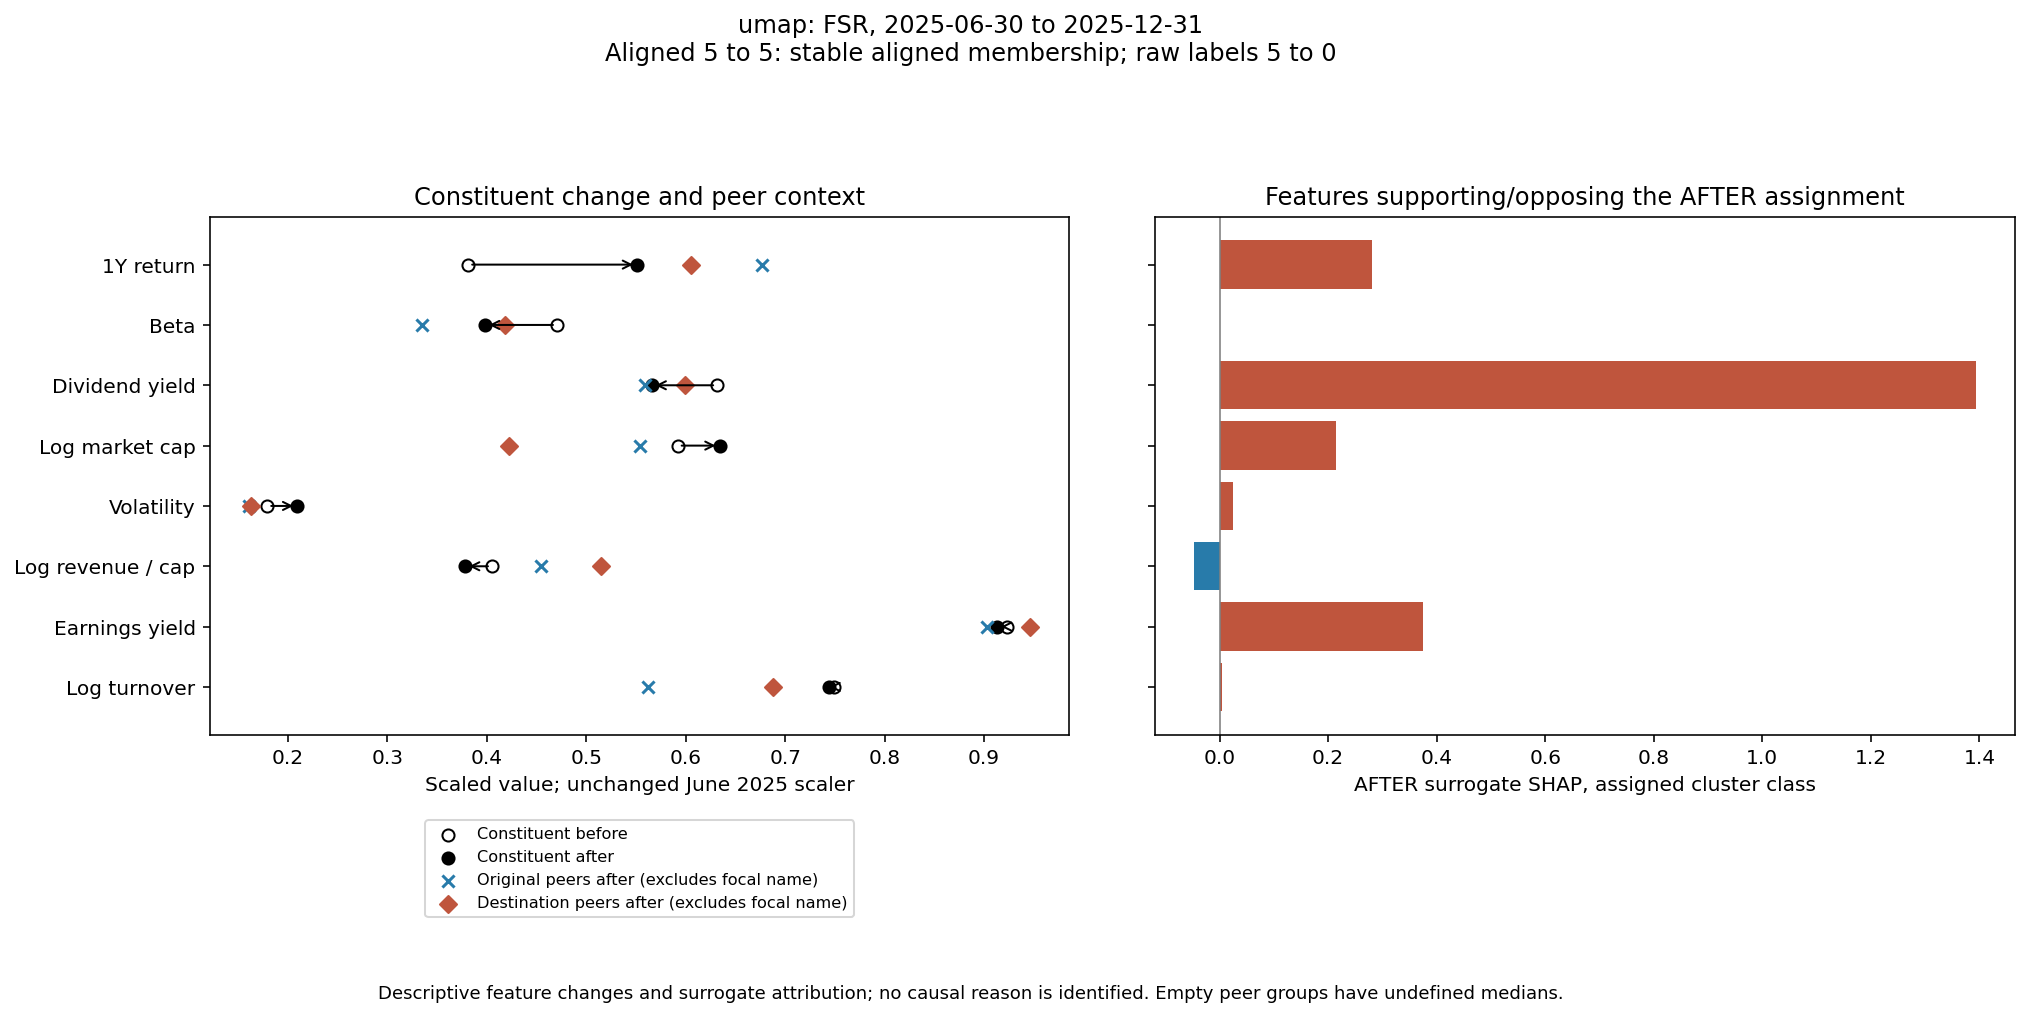 umap: FSR, 2025-06-30 to 2025-12-31
Aligned 5 to 5: stable aligned membership; raw labels 5 to 0
Constituent change and peer context
Features supporting/opposing the AFTER assignment
1Y return
Beta
Dividend yield
Log market cap
Volatility
Log revenue / cap
Earnings yield
Log turnover
0.2 0.3 0.4 0.5 0.6 0.7 0.8 0.9
0.0 0.2 0.4 0.6 0.8 1.0 1.2 1.4
Scaled value; unchanged June 2025 scaler
AFTER surrogate SHAP, assigned cluster class
Constituent before
Constituent after
Original peers after (excludes focal name)
Destination peers after (excludes focal name)
Descriptive feature changes and surrogate attribution; no causal reason is identified. Empty peer groups have undefined medians.